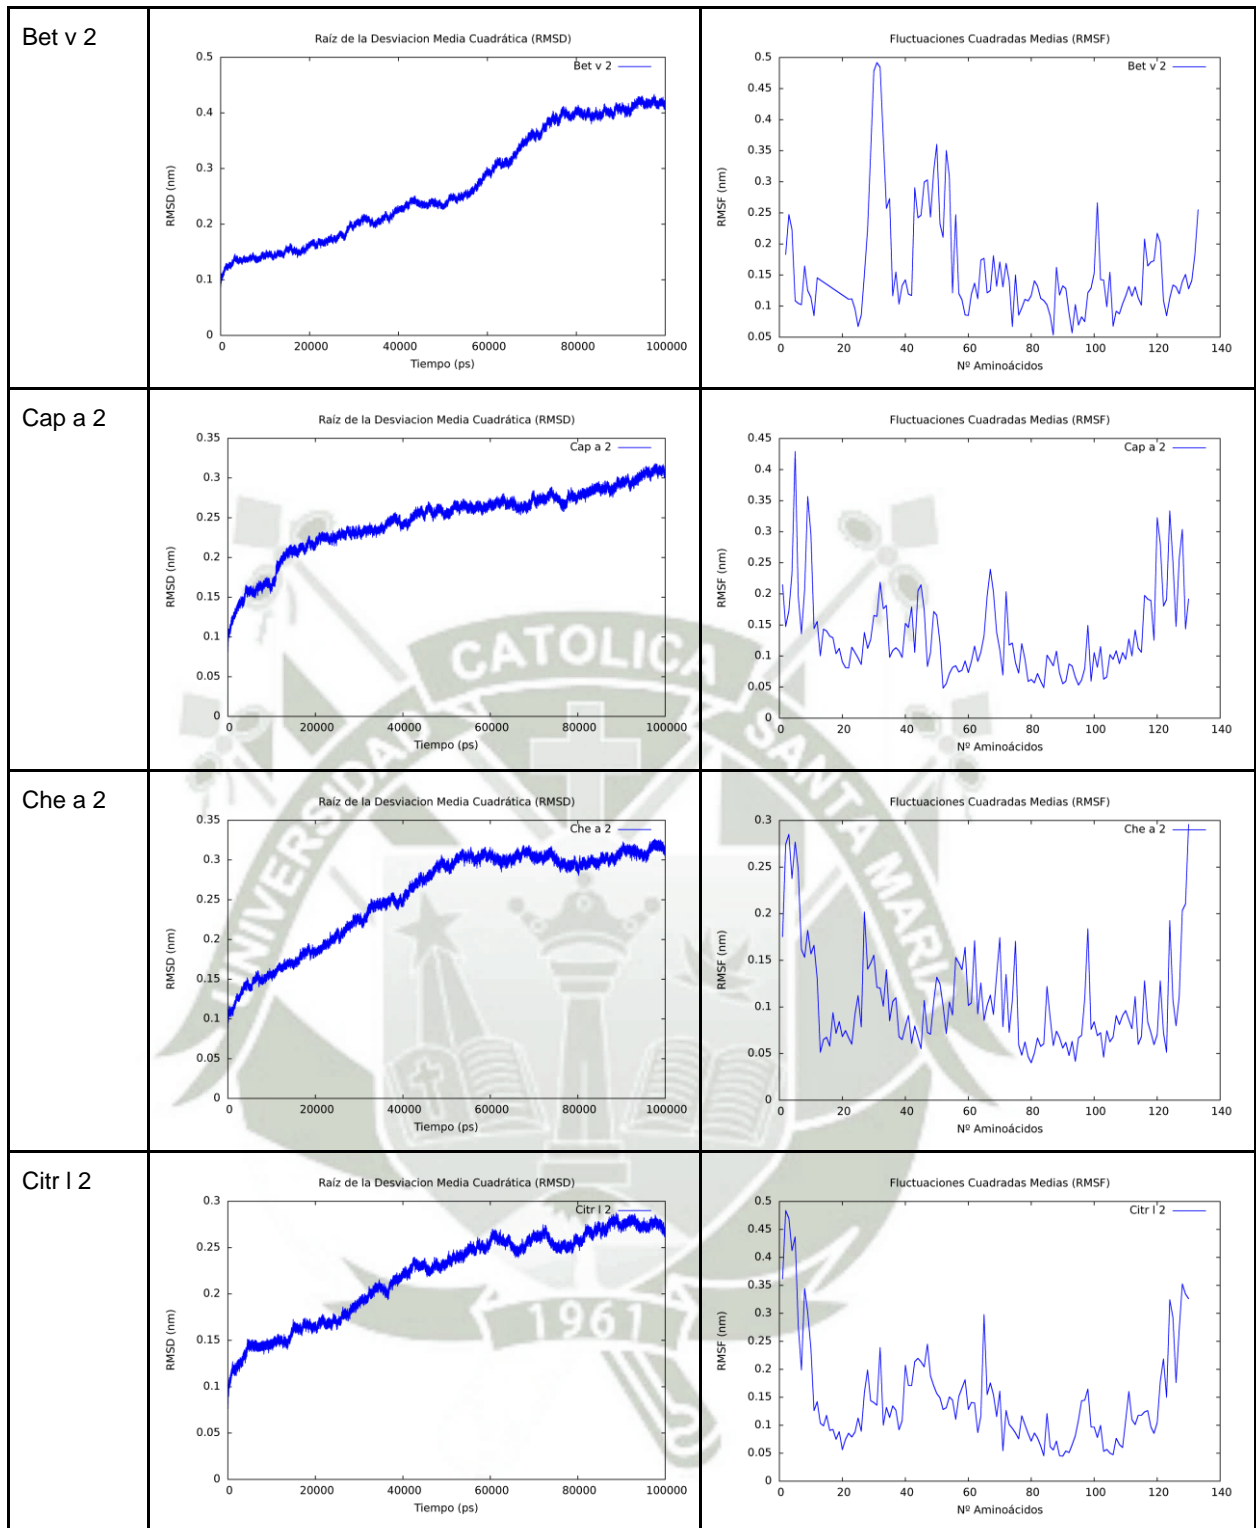 Bet v 2
Raíz de la Desviacion Media Cuadrática (RMSD)
Bet v 2
RMSD (nm)
0.5
0.4
0.3
0.2
0.1
0
0 20000 40000 60000 80000 100000
Tiempo (ps)
Fluctuaciones Cuadradas Medias (RMSF)
Bet v 2
RMSF (nm)
0.5
0.45
0.4
0.35
0.3
0.25
0.2
0.15
0.1
0.05
0 20 40 60 80 100 120 140
Nº Aminoácidos
Cap a 2
Raíz de la Desviacion Media Cuadrática (RMSD)
Cap a 2
RMSD (nm)
0.35
0.3
0.25
0.2
0.15
0.1
0.05
0
0 20000 40000 60000 80000 100000
Tiempo (ps)
Fluctuaciones Cuadradas Medias (RMSF)
Cap a 2
RMSF (nm)
0.45
0.4
0.35
0.3
0.25
0.2
0.15
0.1
0.05
0
0 20 40 60 80 100 120 140
Nº Aminoácidos
Che a 2
Raíz de la Desviacion Media Cuadrática (RMSD)
Che a 2
RMSD (nm)
0.35
0.3
0.25
0.2
0.15
0.1
0.05
0
0 20000 40000 60000 80000 100000
Tiempo (ps)
Fluctuaciones Cuadradas Medias (RMSF)
Che a 2
RMSF (nm)
0.3
0.25
0.2
0.15
0.1
0.05
0
0 20 40 60 80 100 120 140
Nº Aminoácidos
Citr l 2
Raíz de la Desviacion Media Cuadrática (RMSD)
Citr l 2
RMSD (nm)
0.3
0.25
0.2
0.15
0.1
0.05
0
0 20000 40000 60000 80000 100000
Tiempo (ps)
Fluctuaciones Cuadradas Medias (RMSF)
Citr l 2
RMSF (nm)
0.5
0.45
0.4
0.35
0.3
0.25
0.2
0.15
0.1
0.05
0
0 20 40 60 80 100 120 140
Nº Aminoácidos
UNIVERSIDAD CATOLICA SANTA MARIA
1961